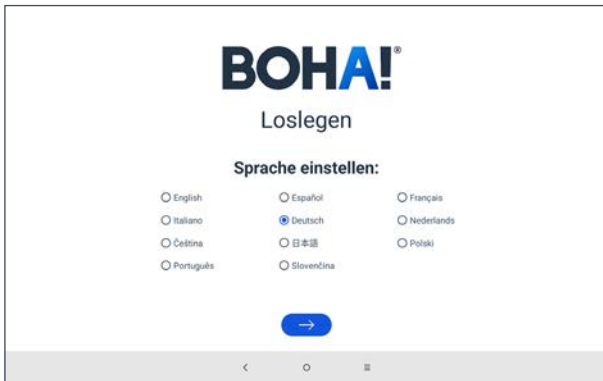 BOHA!®
Loslegen
Sprache einstellen:
English Español Français
Italiano Deutsch Nederlands
Čeština 日本語 Polski
Português Slovenčina